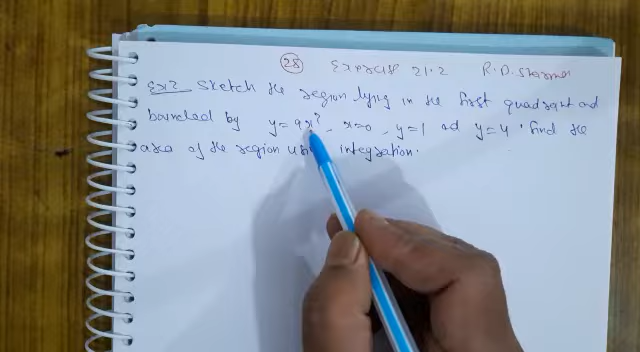 28 Exercise 21.2 R.D. Sharma
Ex? Sketch the region lying in the first quadrant and
bounded by y=9x², x=0, y=1 and y=4. find the
area of the region using integration.